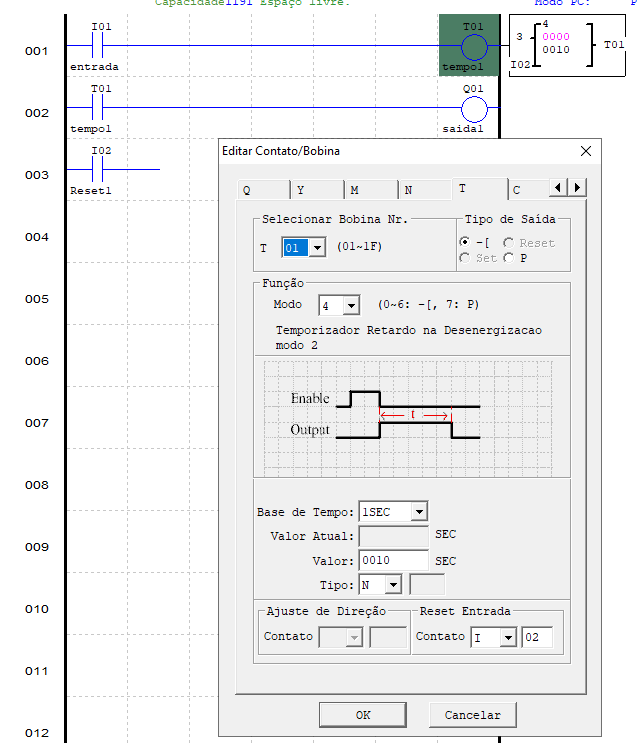 Capacidade1191 Espaço livre.
Modo PC:
001
I01
entrada
T01
tempo1
4
3
0000
0010
I02
T01
002
T01
tempo1
Q01
saida1
003
I02
Reset1
004
005
006
007
008
009
010
011
012
Editar Contato/Bobina
Q Y M N T C
Selecionar Bobina Nr.
T 01 (01~1F)
Tipo de Saída
-[ Reset
Set P
Função
Modo 4 (0~6: -[, 7: P)
Temporizador Retardo na Desenergizacao
modo 2
Enable
t
Output
Base de Tempo: 1SEC
Valor Atual: SEC
Valor: 0010 SEC
Tipo: N
Ajuste de Direção
Contato
Reset Entrada
Contato I 02
OK
Cancelar